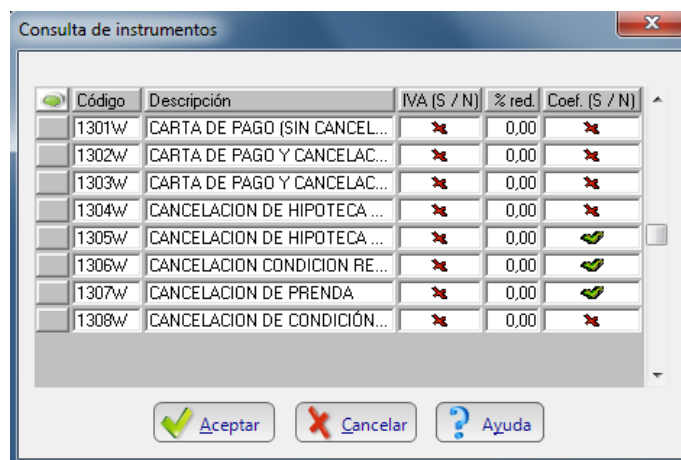 Consulta de instrumentos
Código Descripción IVA (S / N) % red. Coef. (S / N)
1301W CARTA DE PAGO (SIN CANCEL... 0,00
1302W CARTA DE PAGO Y CANCELAC... 0,00
1303W CARTA DE PAGO Y CANCELAC... 0,00
1304W CANCELACION DE HIPOTECA ... 0,00
1305W CANCELACION DE HIPOTECA ... 0,00
1306W CANCELACION CONDICION RE... 0,00
1307W CANCELACION DE PRENDA 0,00
1308W CANCELACION DE CONDICIÓN... 0,00
Aceptar Cancelar Ayuda